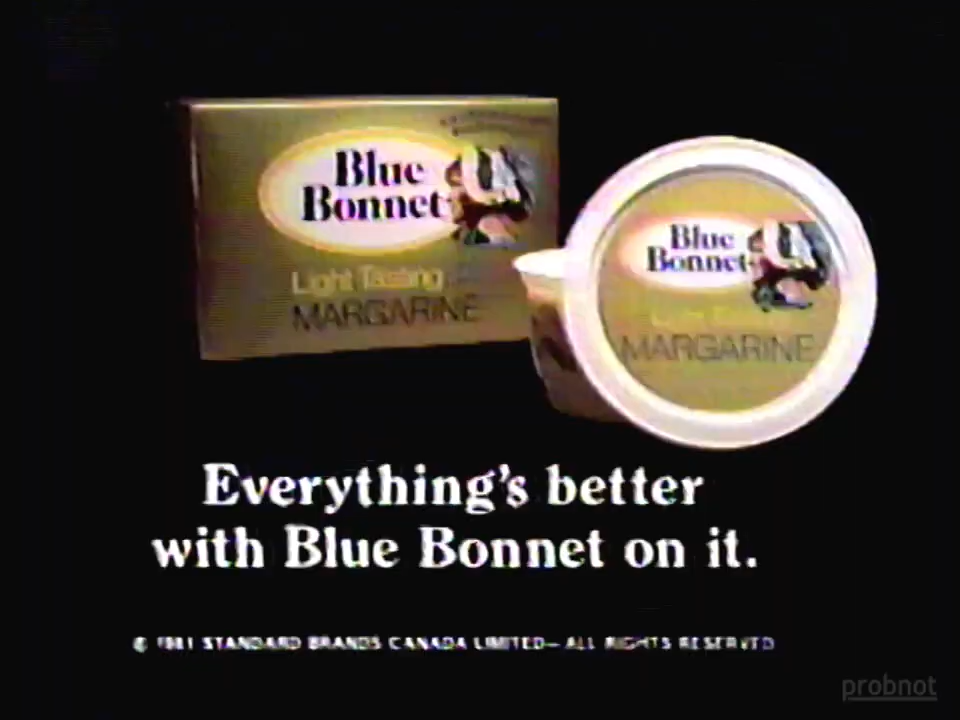 Blue
Bonnet
Light Tasting
MARGARINE
Blue
Bonnet
MARGARINE
Everything's better
with Blue Bonnet on it.
© 1981 STANDARD BRANDS CANADA LIMITED — ALL RIGHTS RESERVED
probnot